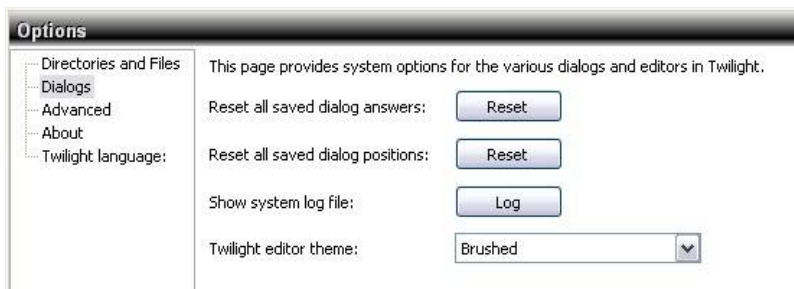 Options
Directories and Files
Dialogs
Advanced
About
Twilight language:
This page provides system options for the various dialogs and editors in Twilight.
Reset all saved dialog answers: Reset
Reset all saved dialog positions: Reset
Show system log file: Log
Twilight editor theme: Brushed